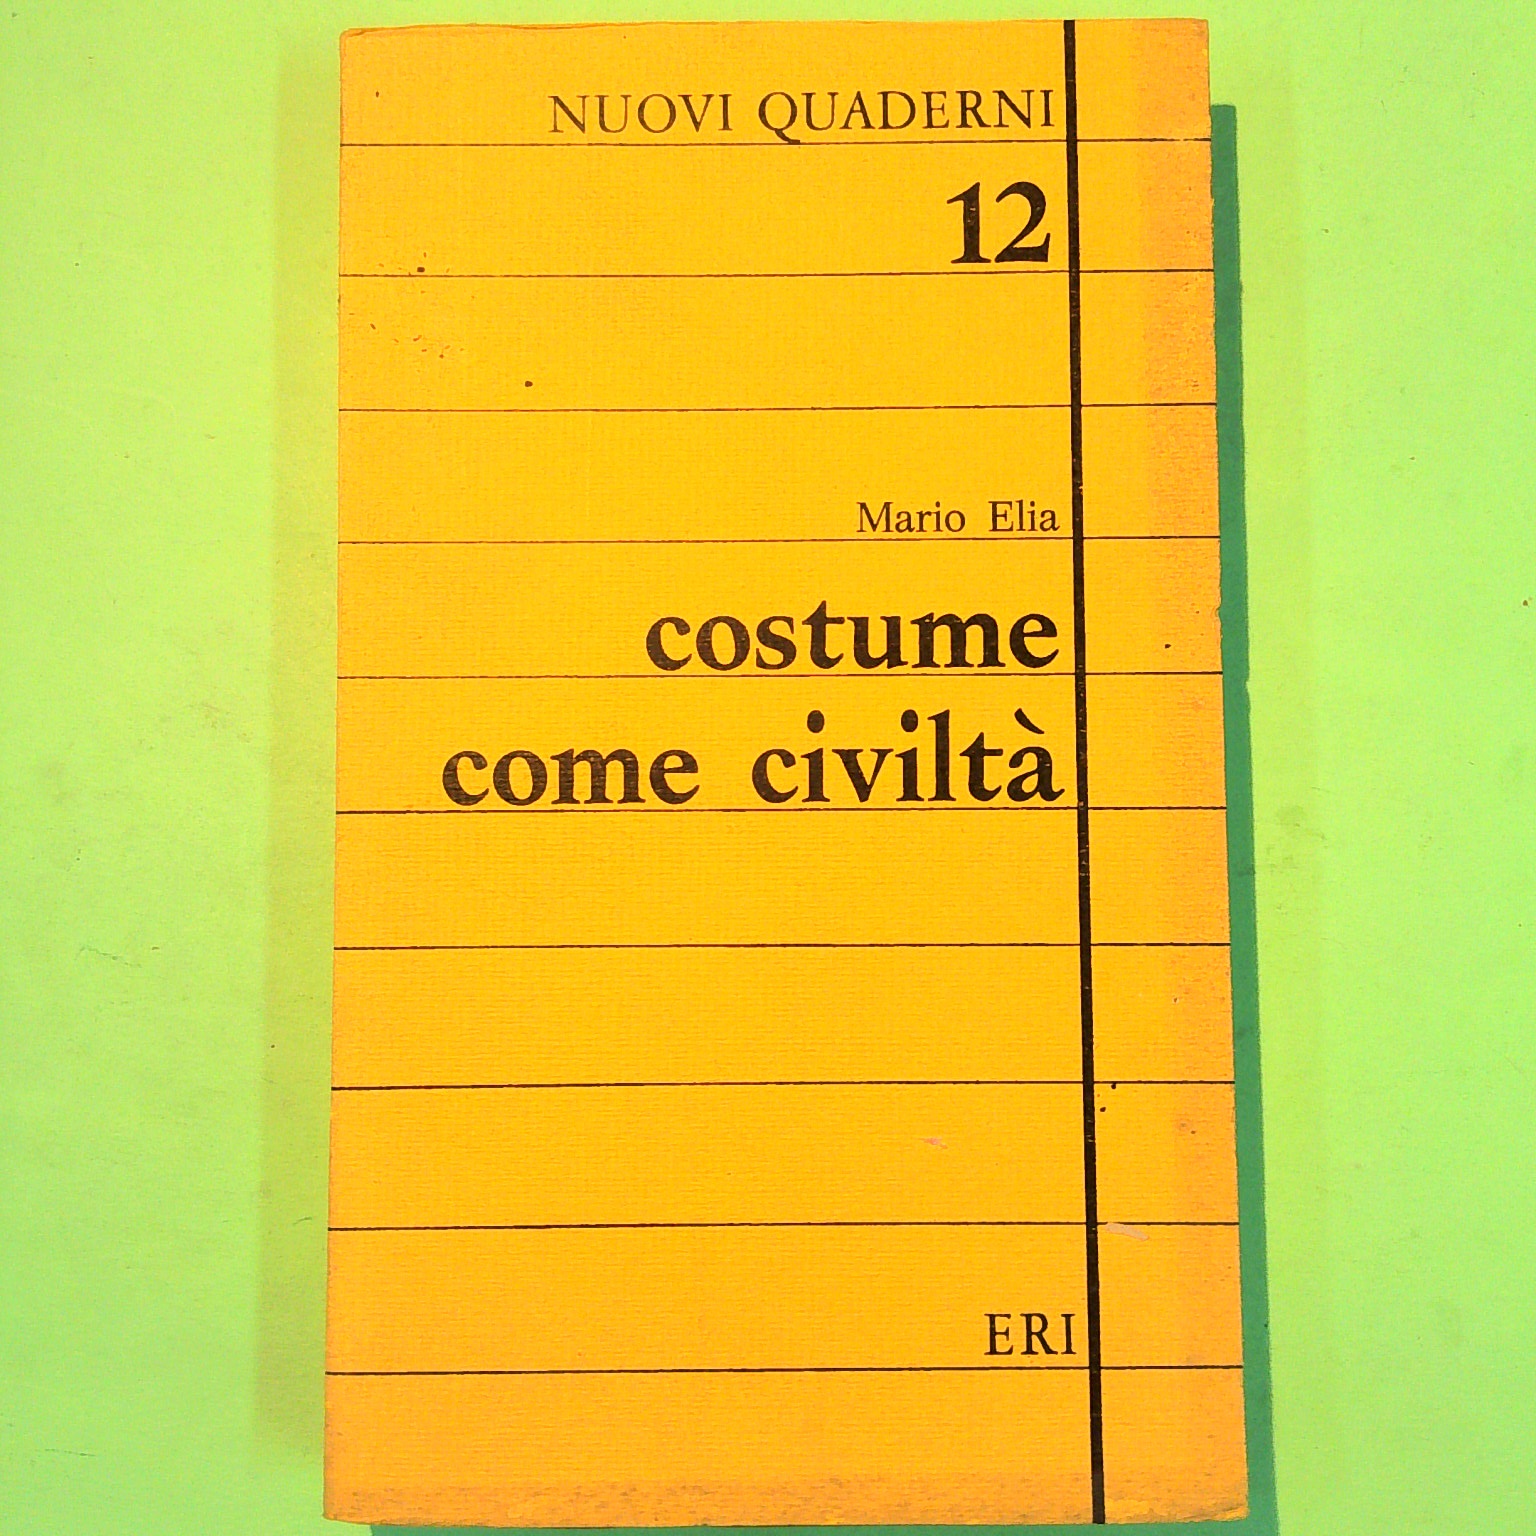 NUOVI QUADERNI
12
Mario Elia
costume
come civiltà
ERI